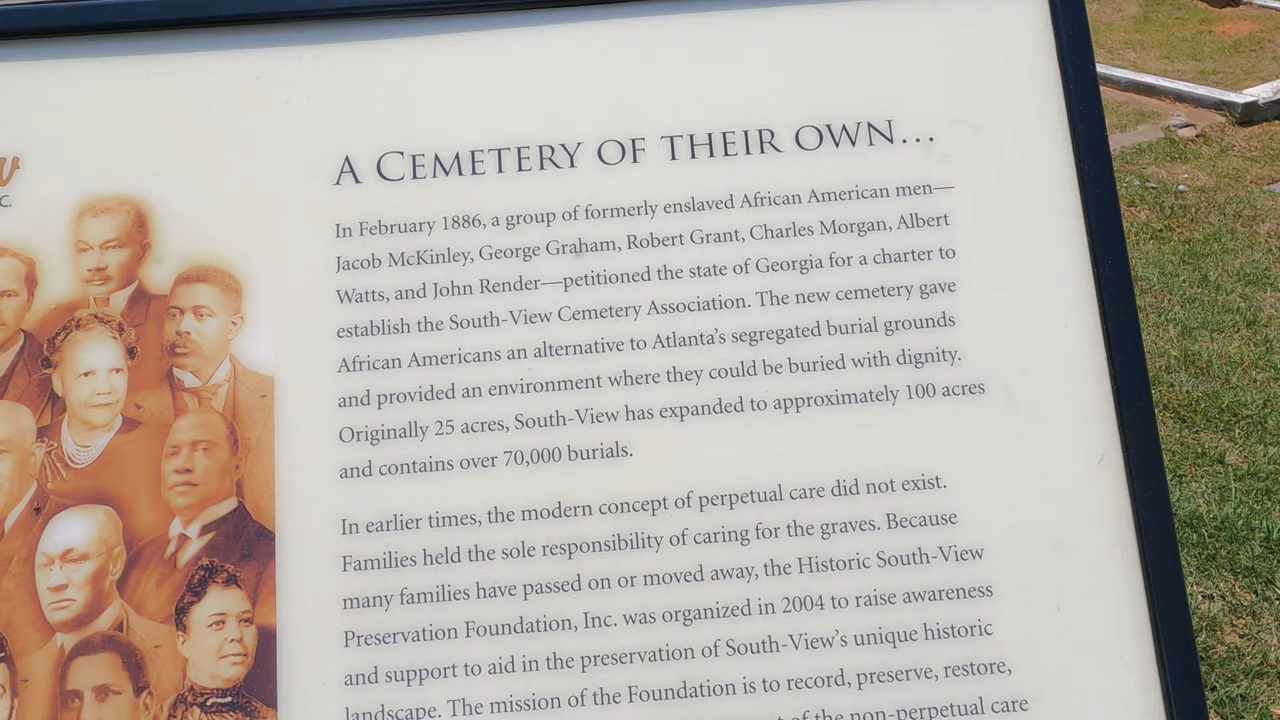 C.
A CEMETERY OF THEIR OWN…
In February 1886, a group of formerly enslaved African American men—
Jacob McKinley, George Graham, Robert Grant, Charles Morgan, Albert
Watts, and John Render—petitioned the state of Georgia for a charter to
establish the South-View Cemetery Association. The new cemetery gave
African Americans an alternative to Atlanta's segregated burial grounds
and provided an environment where they could be buried with dignity.
Originally 25 acres, South-View has expanded to approximately 100 acres
and contains over 70,000 burials.
In earlier times, the modern concept of perpetual care did not exist.
Families held the sole responsibility of caring for the graves. Because
many families have passed on or moved away, the Historic South-View
Preservation Foundation, Inc. was organized in 2004 to raise awareness
and support to aid in the preservation of South-View's unique historic
landscape. The mission of the Foundation is to record, preserve, restore,
of the non-perpetual care